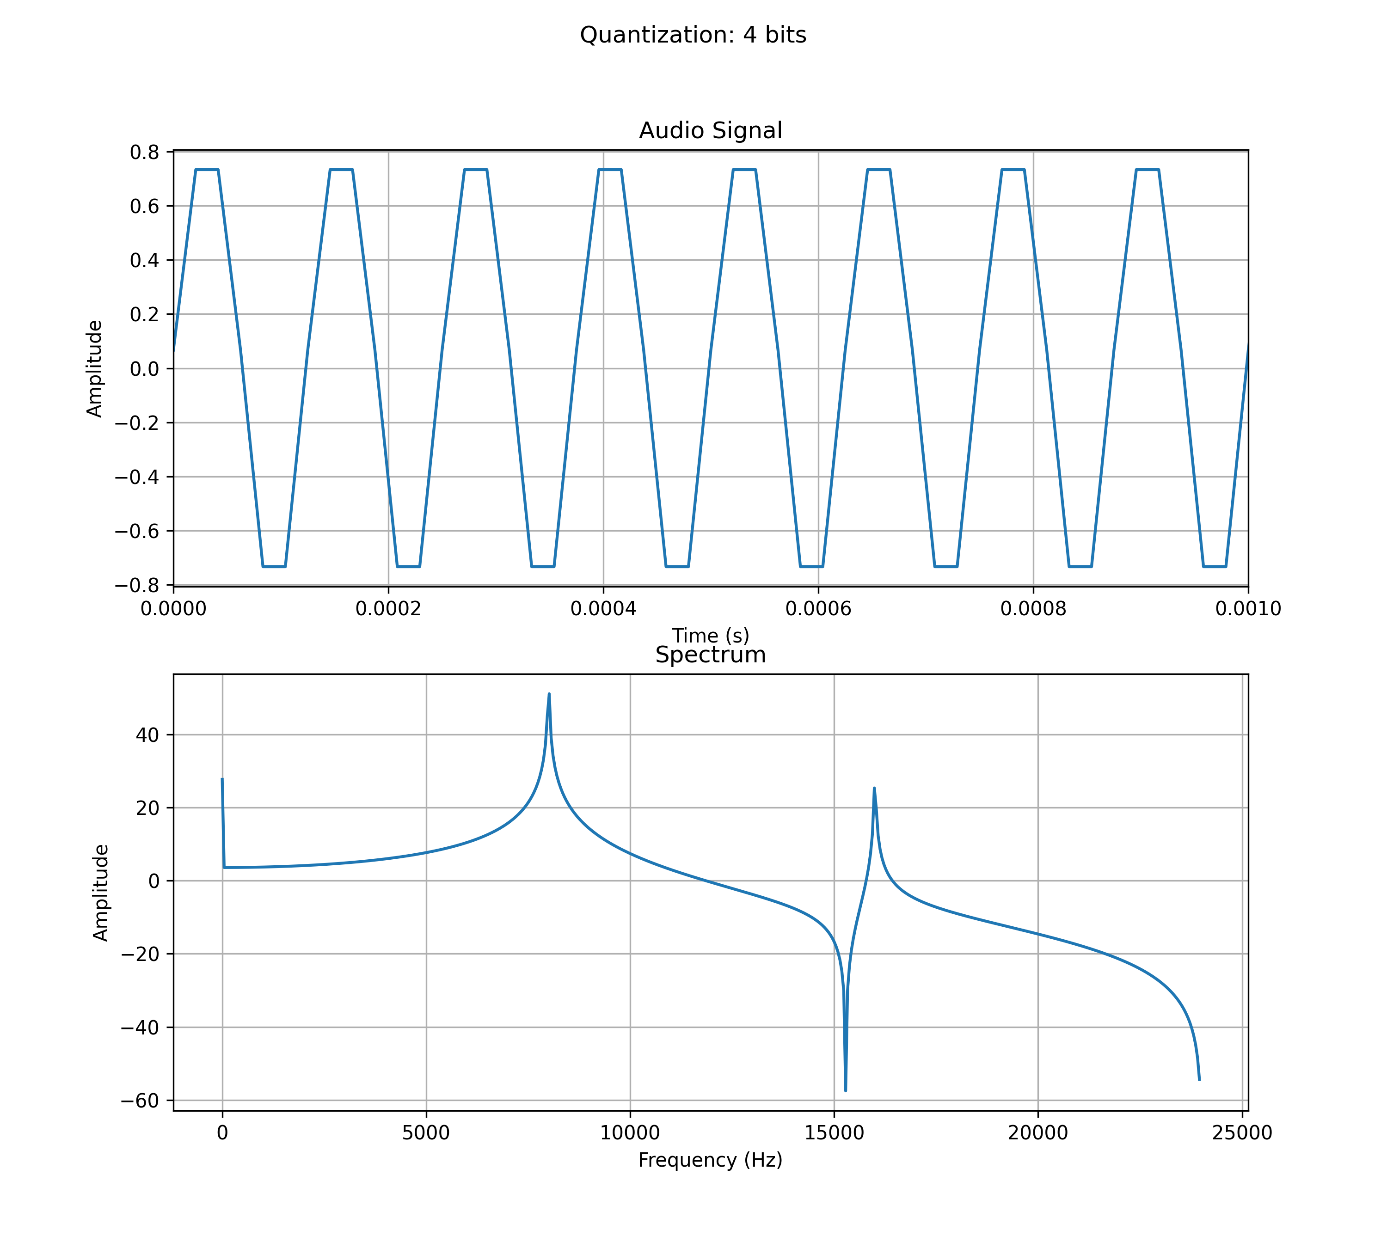 Quantization: 4 bits
Audio Signal
Amplitude
0.8
0.6
0.4
0.2
0.0
−0.2
−0.4
−0.6
−0.8
0.0000 0.0002 0.0004 0.0006 0.0008 0.0010
Time (s)
Spectrum
Amplitude
40
20
0
−20
−40
−60
0 5000 10000 15000 20000 25000
Frequency (Hz)